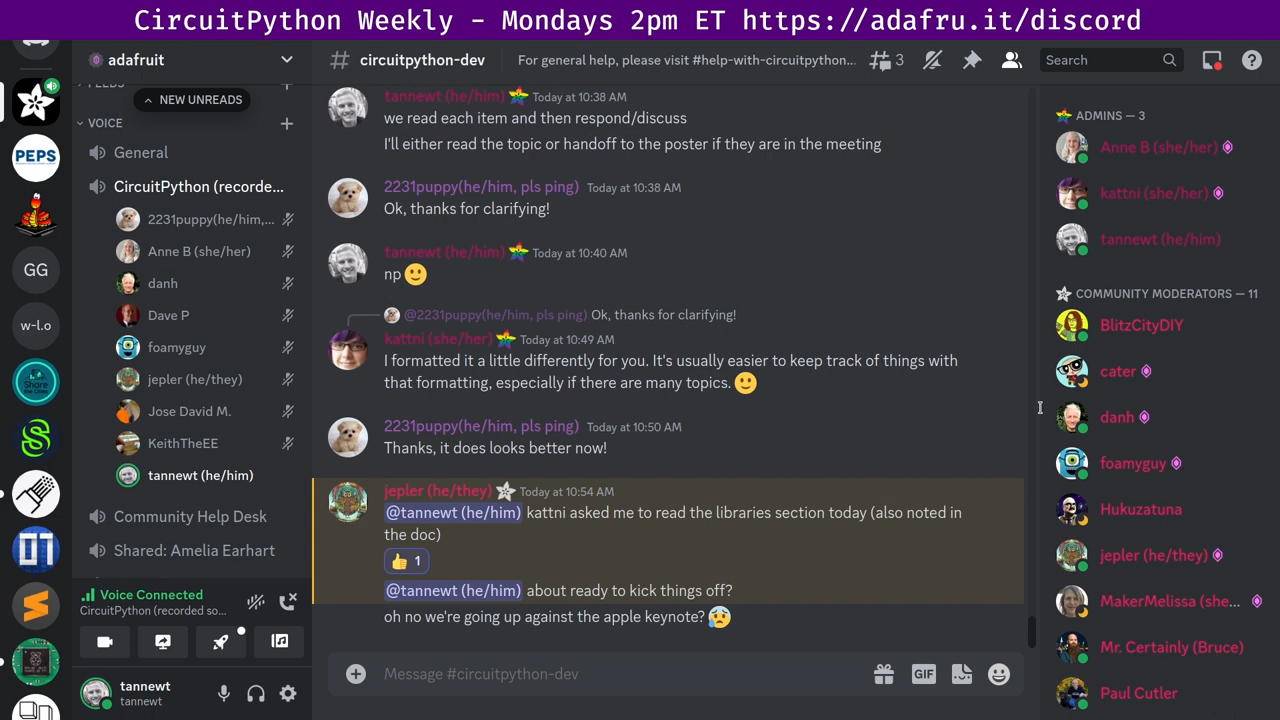 CircuitPython Weekly - Mondays 2pm ET https://adafru.it/discord
adafruit
NEW UNREADS
VOICE
General
CircuitPython (recorde...
2231puppy(he/him,...
Anne B (she/her)
danh
Dave P
foamyguy
jepler (he/they)
Jose David M.
KeithTheEE
tannewt (he/him)
Community Help Desk
Shared: Amelia Earhart
Voice Connected
CircuitPython (recorded so...
tannewt
tannewt
PEPS
GG
w-l.o
Share the Cities
circuitpython-dev
For general help, please visit #help-with-circuitpython...
3
Search
tannewt (he/him) Today at 10:38 AM
we read each item and then respond/discuss
I'll either read the topic or handoff to the poster if they are in the meeting
2231puppy(he/him, pls ping) Today at 10:38 AM
Ok, thanks for clarifying!
tannewt (he/him) Today at 10:40 AM
np 🙂
@2231puppy(he/him, pls ping) Ok, thanks for clarifying!
kattni (she/her) Today at 10:49 AM
I formatted it a little differently for you. It's usually easier to keep track of things with
that formatting, especially if there are many topics. 🙂
2231puppy(he/him, pls ping) Today at 10:50 AM
Thanks, it does looks better now!
jepler (he/they) Today at 10:54 AM
@tannewt (he/him) kattni asked me to read the libraries section today (also noted in
the doc)
👍 1
@tannewt (he/him) about ready to kick things off?
oh no we're going up against the apple keynote? 😰
Message #circuitpython-dev
GIF
ADMINS — 3
Anne B (she/her)
kattni (she/her)
tannewt (he/him)
COMMUNITY MODERATORS — 11
BlitzCityDIY
cater
danh
foamyguy
Hukuzatuna
jepler (he/they)
MakerMelissa (she...
Mr. Certainly (Bruce)
Paul Cutler